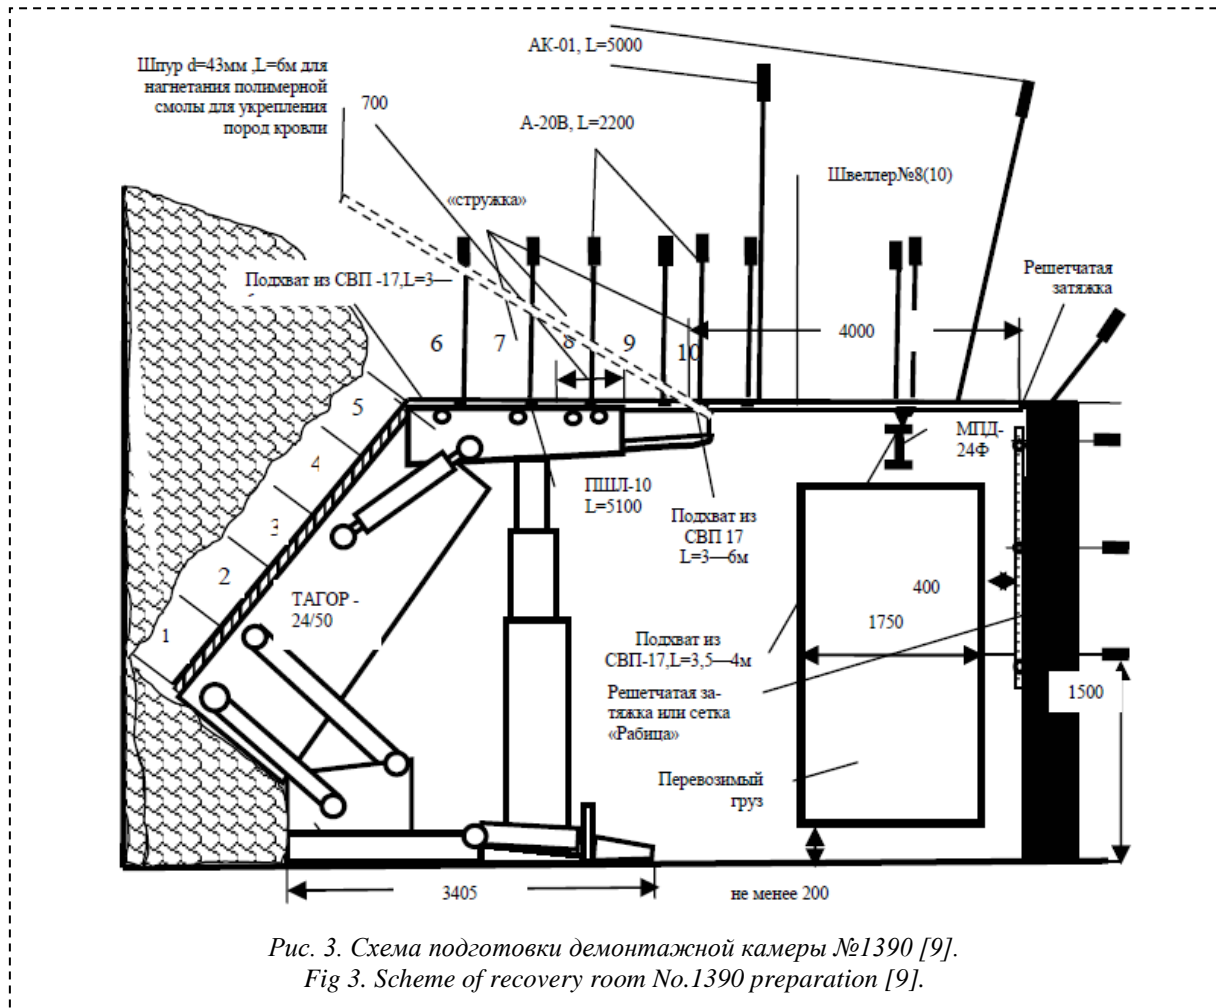 АК-01, L=5000
Шпур d=43мм ,L=6м для
нагнетания полимерной
смолы для укрепления
пород кровли
700
А-20В, L=2200
Швеллер№8(10)
«стружка»
Подхват из СВП -17,L=3—
Решетчатая
затяжка
4000
6
7
8
9
10
5
4
3
2
1
МПД-
24Ф
ПШЛ-10
L=5100
Подхват из
СВП 17
L=3—6м
ТАГОР -
24/50
400
1750
Подхват из
СВП-17,L=3,5—4м
Решетчатая за-
тяжка или сетка
«Рабица»
1500
Перевозимый
груз
3405
не менее 200
Рис. 3. Схема подготовки демонтажной камеры №1390 [9].
Fig 3. Scheme of recovery room No.1390 preparation [9].